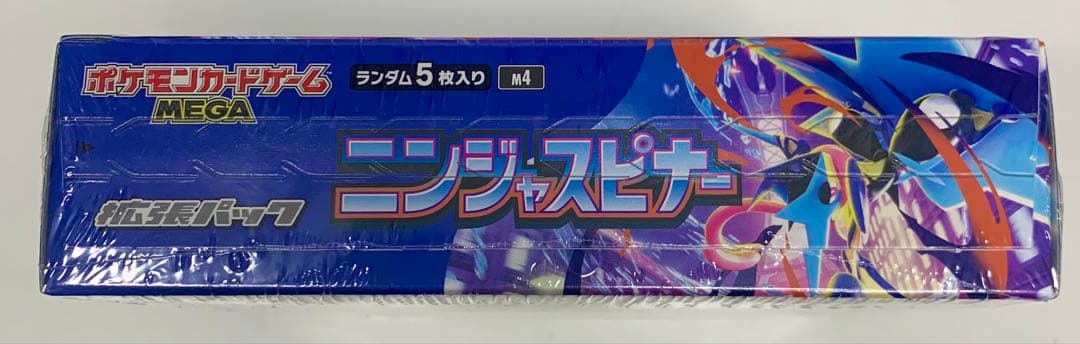 ポケモンカードゲーム
MEGA
ランダム5枚入り M4
ニンジャスピナー
拡張パック